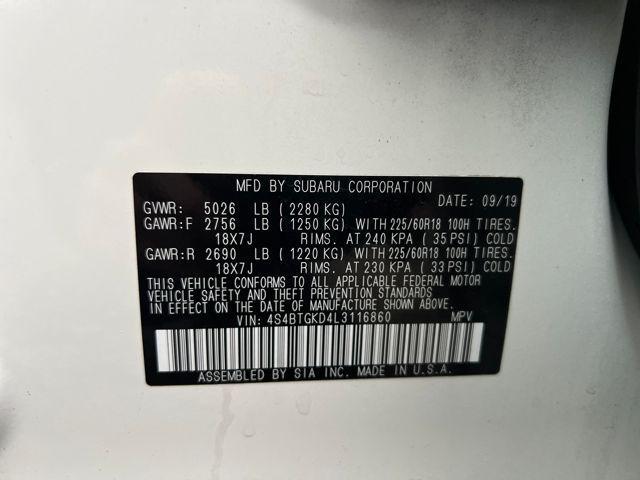 MFD BY SUBARU CORPORATION
DATE: 09/19
GVWR: 5026 LB ( 2280 KG)
GAWR:F 2756 LB ( 1250 KG) WITH 225/60R18 100H TIRES.
18X7J RIMS. AT 240 KPA ( 35 PSI) COLD
GAWR:R 2690 LB ( 1220 KG) WITH 225/60R18 100H TIRES.
18X7J RIMS. AT 230 KPA ( 33 PSI) COLD
THIS VEHICLE CONFORMS TO ALL APPLICABLE FEDERAL MOTOR
VEHICLE SAFETY AND THEFT PREVENTION STANDARDS
IN EFFECT ON THE DATE OF MANUFACTURE SHOWN ABOVE.
VIN: 4S4BTGKD4L3116860 MPV
ASSEMBLED BY SIA INC. MADE IN U.S.A.